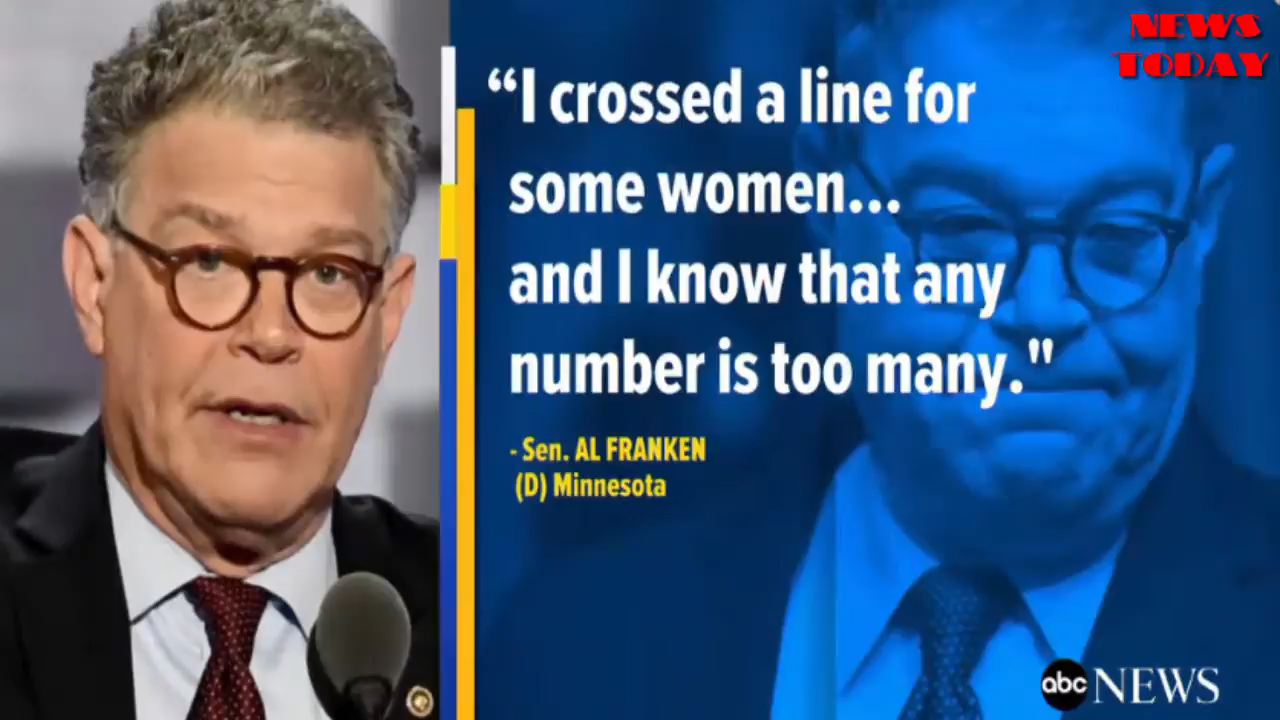 NEWS
TODAY
“I crossed a line for
some women...
and I know that any
number is too many."
- Sen. AL FRANKEN
(D) Minnesota
abc NEWS